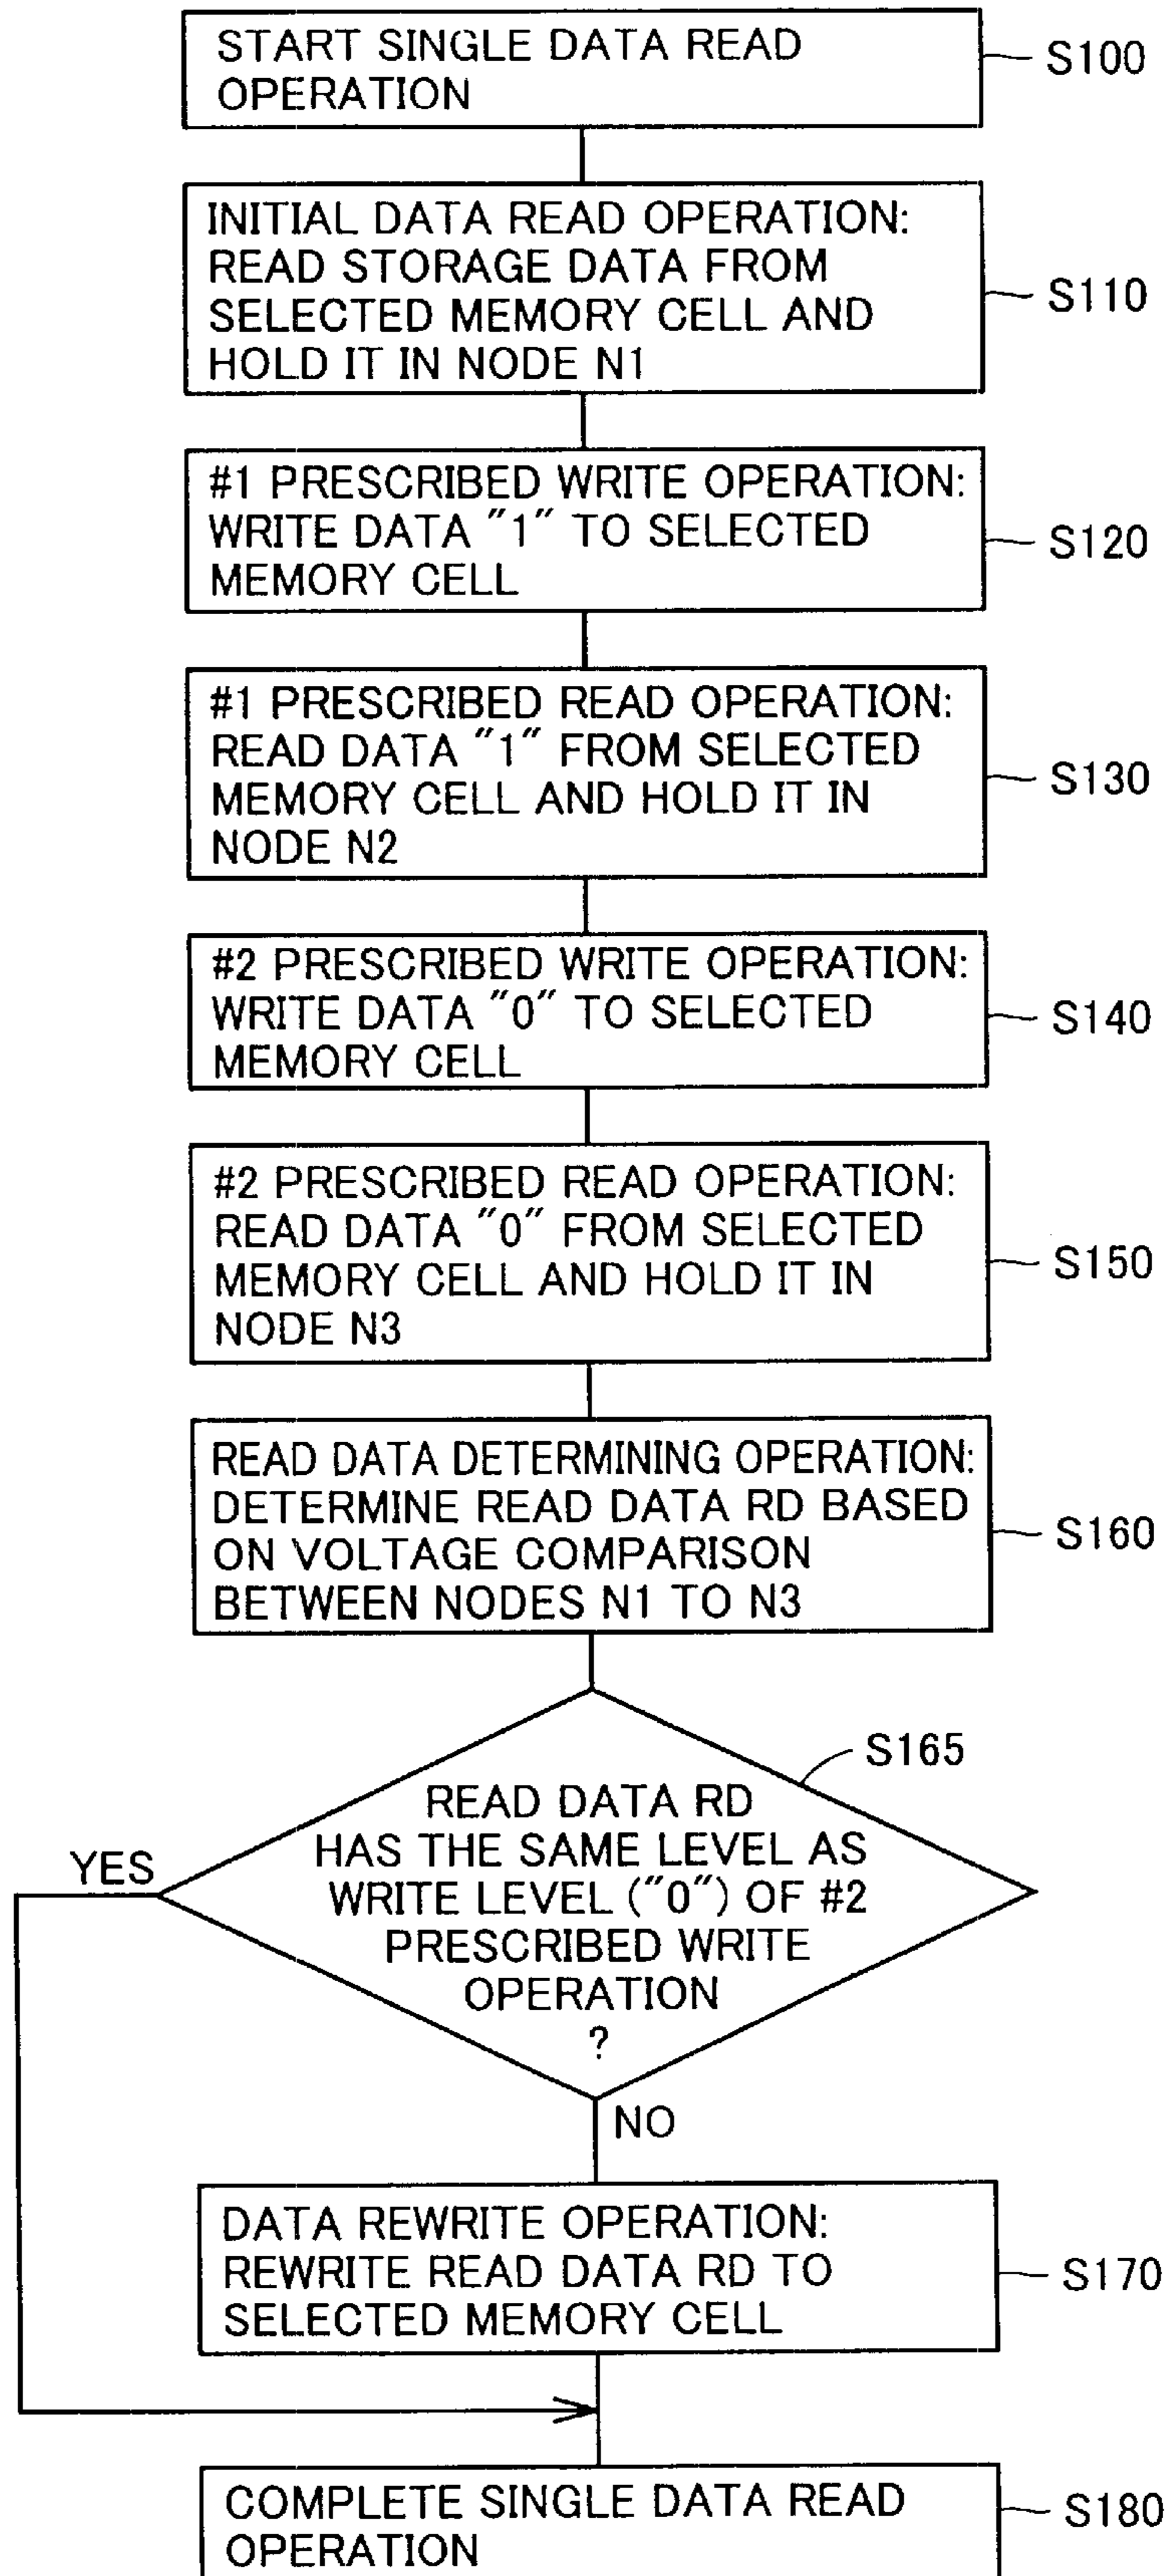 START SINGLE DATA READ
OPERATION
S100
INITIAL DATA READ OPERATION:
READ STORAGE DATA FROM
SELECTED MEMORY CELL AND
HOLD IT IN NODE N1
S110
#1 PRESCRIBED WRITE OPERATION:
WRITE DATA "1" TO SELECTED
MEMORY CELL
S120
#1 PRESCRIBED READ OPERATION:
READ DATA "1" FROM SELECTED
MEMORY CELL AND HOLD IT IN
NODE N2
S130
#2 PRESCRIBED WRITE OPERATION:
WRITE DATA "0" TO SELECTED
MEMORY CELL
S140
#2 PRESCRIBED READ OPERATION:
READ DATA "0" FROM SELECTED
MEMORY CELL AND HOLD IT IN
NODE N3
S150
READ DATA DETERMINING OPERATION:
DETERMINE READ DATA RD BASED
ON VOLTAGE COMPARISON
BETWEEN NODES N1 TO N3
S160
S165
READ DATA RD
HAS THE SAME LEVEL AS
WRITE LEVEL ("0") OF #2
PRESCRIBED WRITE
OPERATION
?
YES
NO
DATA REWRITE OPERATION:
REWRITE READ DATA RD TO
SELECTED MEMORY CELL
S170
COMPLETE SINGLE DATA READ
OPERATION
S180